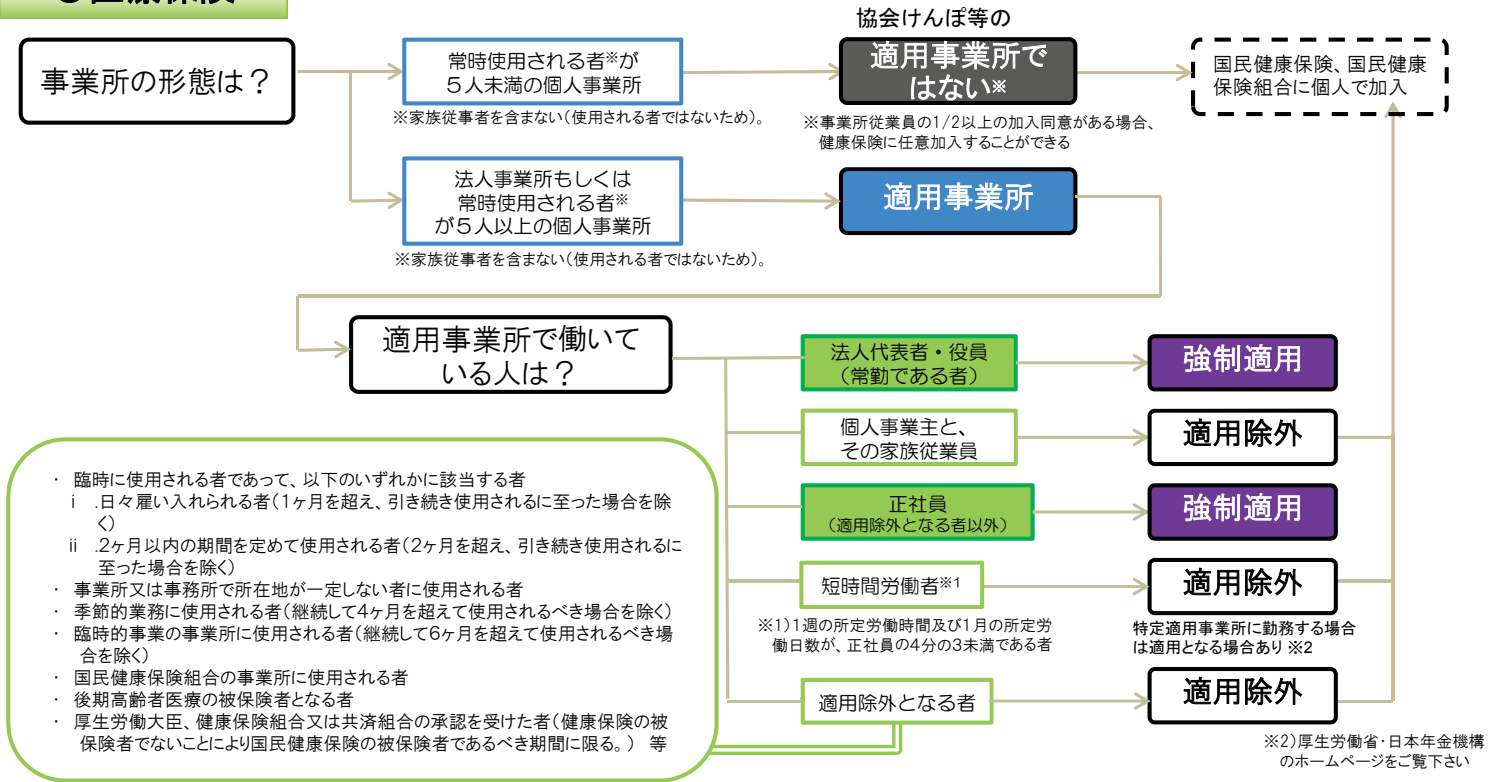 事業所の形態は？
常時使用される者※が
５人未満の個人事業所
※家族従事者を含まない（使用される者ではないため）。
協会けんぽ等の
適用事業所で
はない※
※事業所従業員の1/2以上の加入同意がある場合、
健康保険に任意加入することができる
国民健康保険、国民健康
保険組合に個人で加入
法人事業所もしくは
常時使用される者※
が５人以上の個人事業所
※家族従事者を含まない（使用される者ではないため）。
適用事業所
適用事業所で働いて
いる人は？
法人代表者・役員
（常勤である者）
強制適用
個人事業主と、
その家族従業員
適用除外
正社員
（適用除外となる者以外）
強制適用
短時間労働者※1
適用除外
※1)1週の所定労働時間及び1月の所定労
働日数が、正社員の4分の3未満である者
特定適用事業所に勤務する場合
は適用となる場合あり ※2
適用除外となる者
適用除外
※2)厚生労働省・日本年金機構
のホームページをご覧下さい
・ 臨時に使用される者であって、以下のいずれかに該当する者
ⅰ .日々雇い入れられる者（1ヶ月を超え、引き続き使用されるに至った場合を除
く）
ⅱ .2ヶ月以内の期間を定めて使用される者（2ヶ月を超え、引き続き使用されるに
至った場合を除く）
・ 事業所又は事務所で所在地が一定しない者に使用される者
・ 季節的業務に使用される者（継続して4ヶ月を超えて使用されるべき場合を除く）
・ 臨時的事業の事業所に使用される者（継続して6ヶ月を超えて使用されるべき場
合を除く）
・ 国民健康保険組合の事業所に使用される者
・ 後期高齢者医療の被保険者となる者
・ 厚生労働大臣、健康保険組合又は共済組合の承認を受けた者（健康保険の被
保険者でないことにより国民健康保険の被保険者であるべき期間に限る。） 等